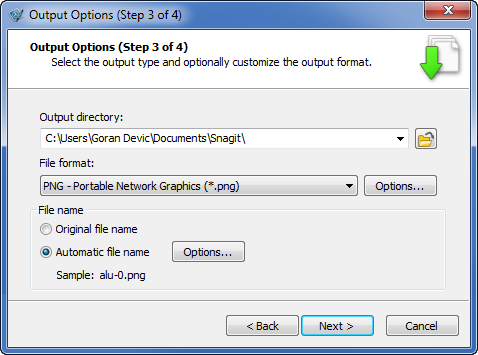 Output Options (Step 3 of 4)
Output Options (Step 3 of 4)
Select the output type and optionally customize the output format.
Output directory:
C:\Users\Goran Devic\Documents\Snagit\
File format:
PNG - Portable Network Graphics (*.png)
Options...
File name
Original file name
Automatic file name
Options...
Sample: alu-0.png
< Back
Next >
Cancel